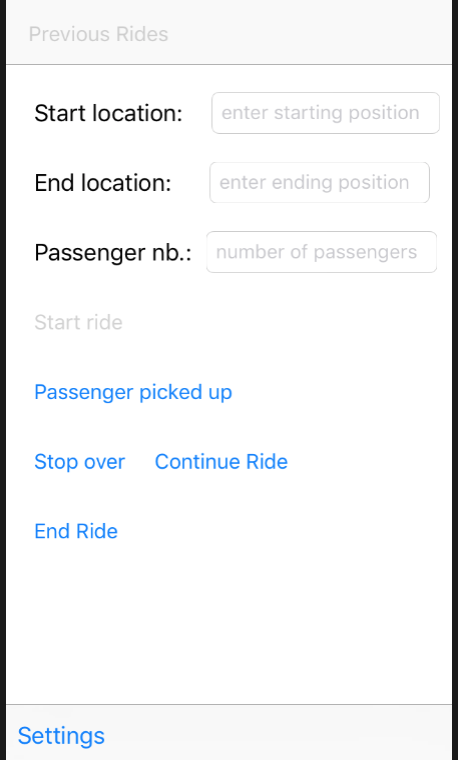 Previous Rides
Start location: enter starting position
End location: enter ending position
Passenger nb.: number of passengers
Start ride
Passenger picked up
Stop over Continue Ride
End Ride
Settings